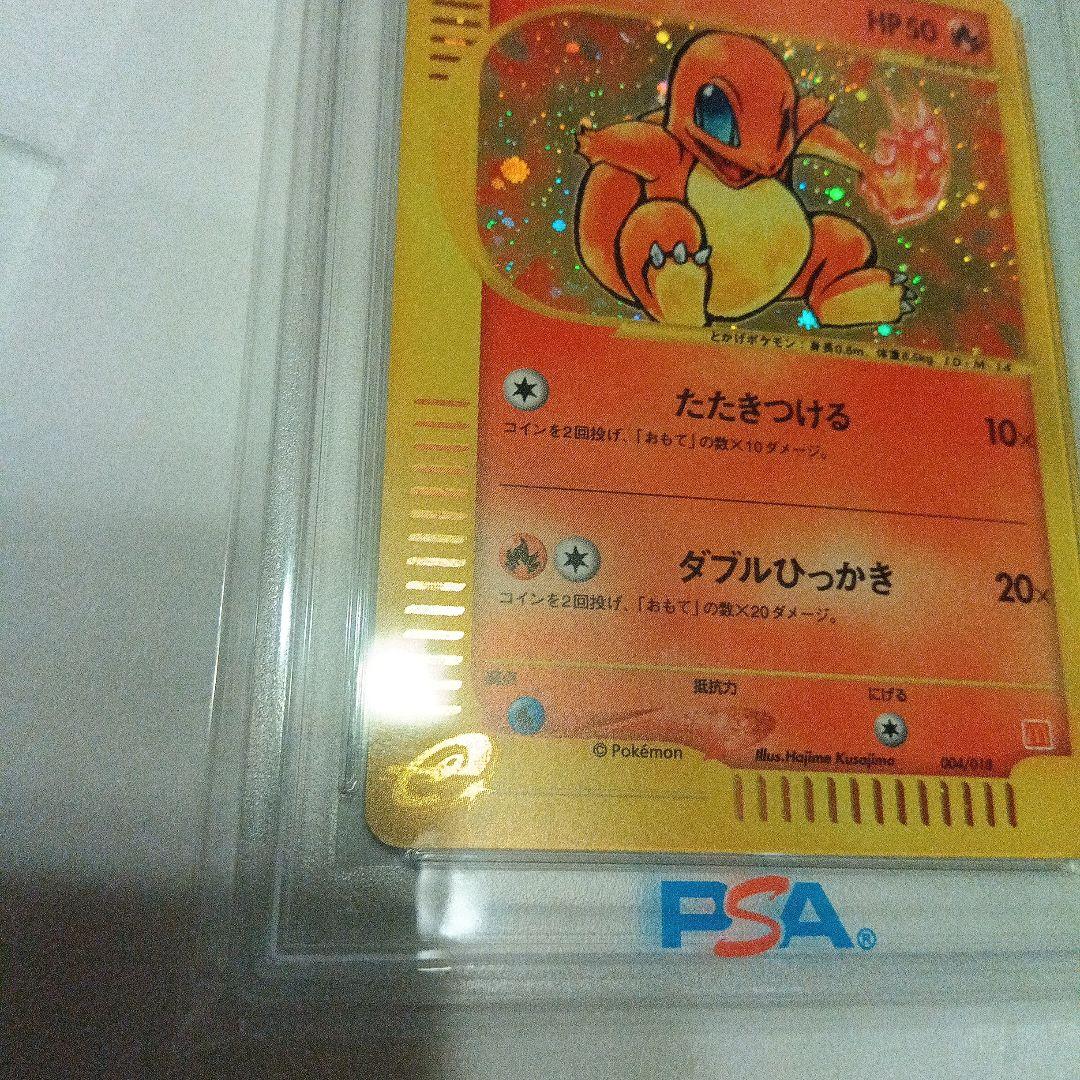 HP50
とかげポケモン：身長0.6m、体重8.5kg ID：M 14
たたきつける 10×
コインを2回投げ、「おもて」の数×10ダメージ。
ダブルひっかき 20×
コインを2回投げ、「おもて」の数×20ダメージ。
弱点 抵抗力 にげる
© Pokémon Illus.Hajime Kusajima 004/018
PSA®